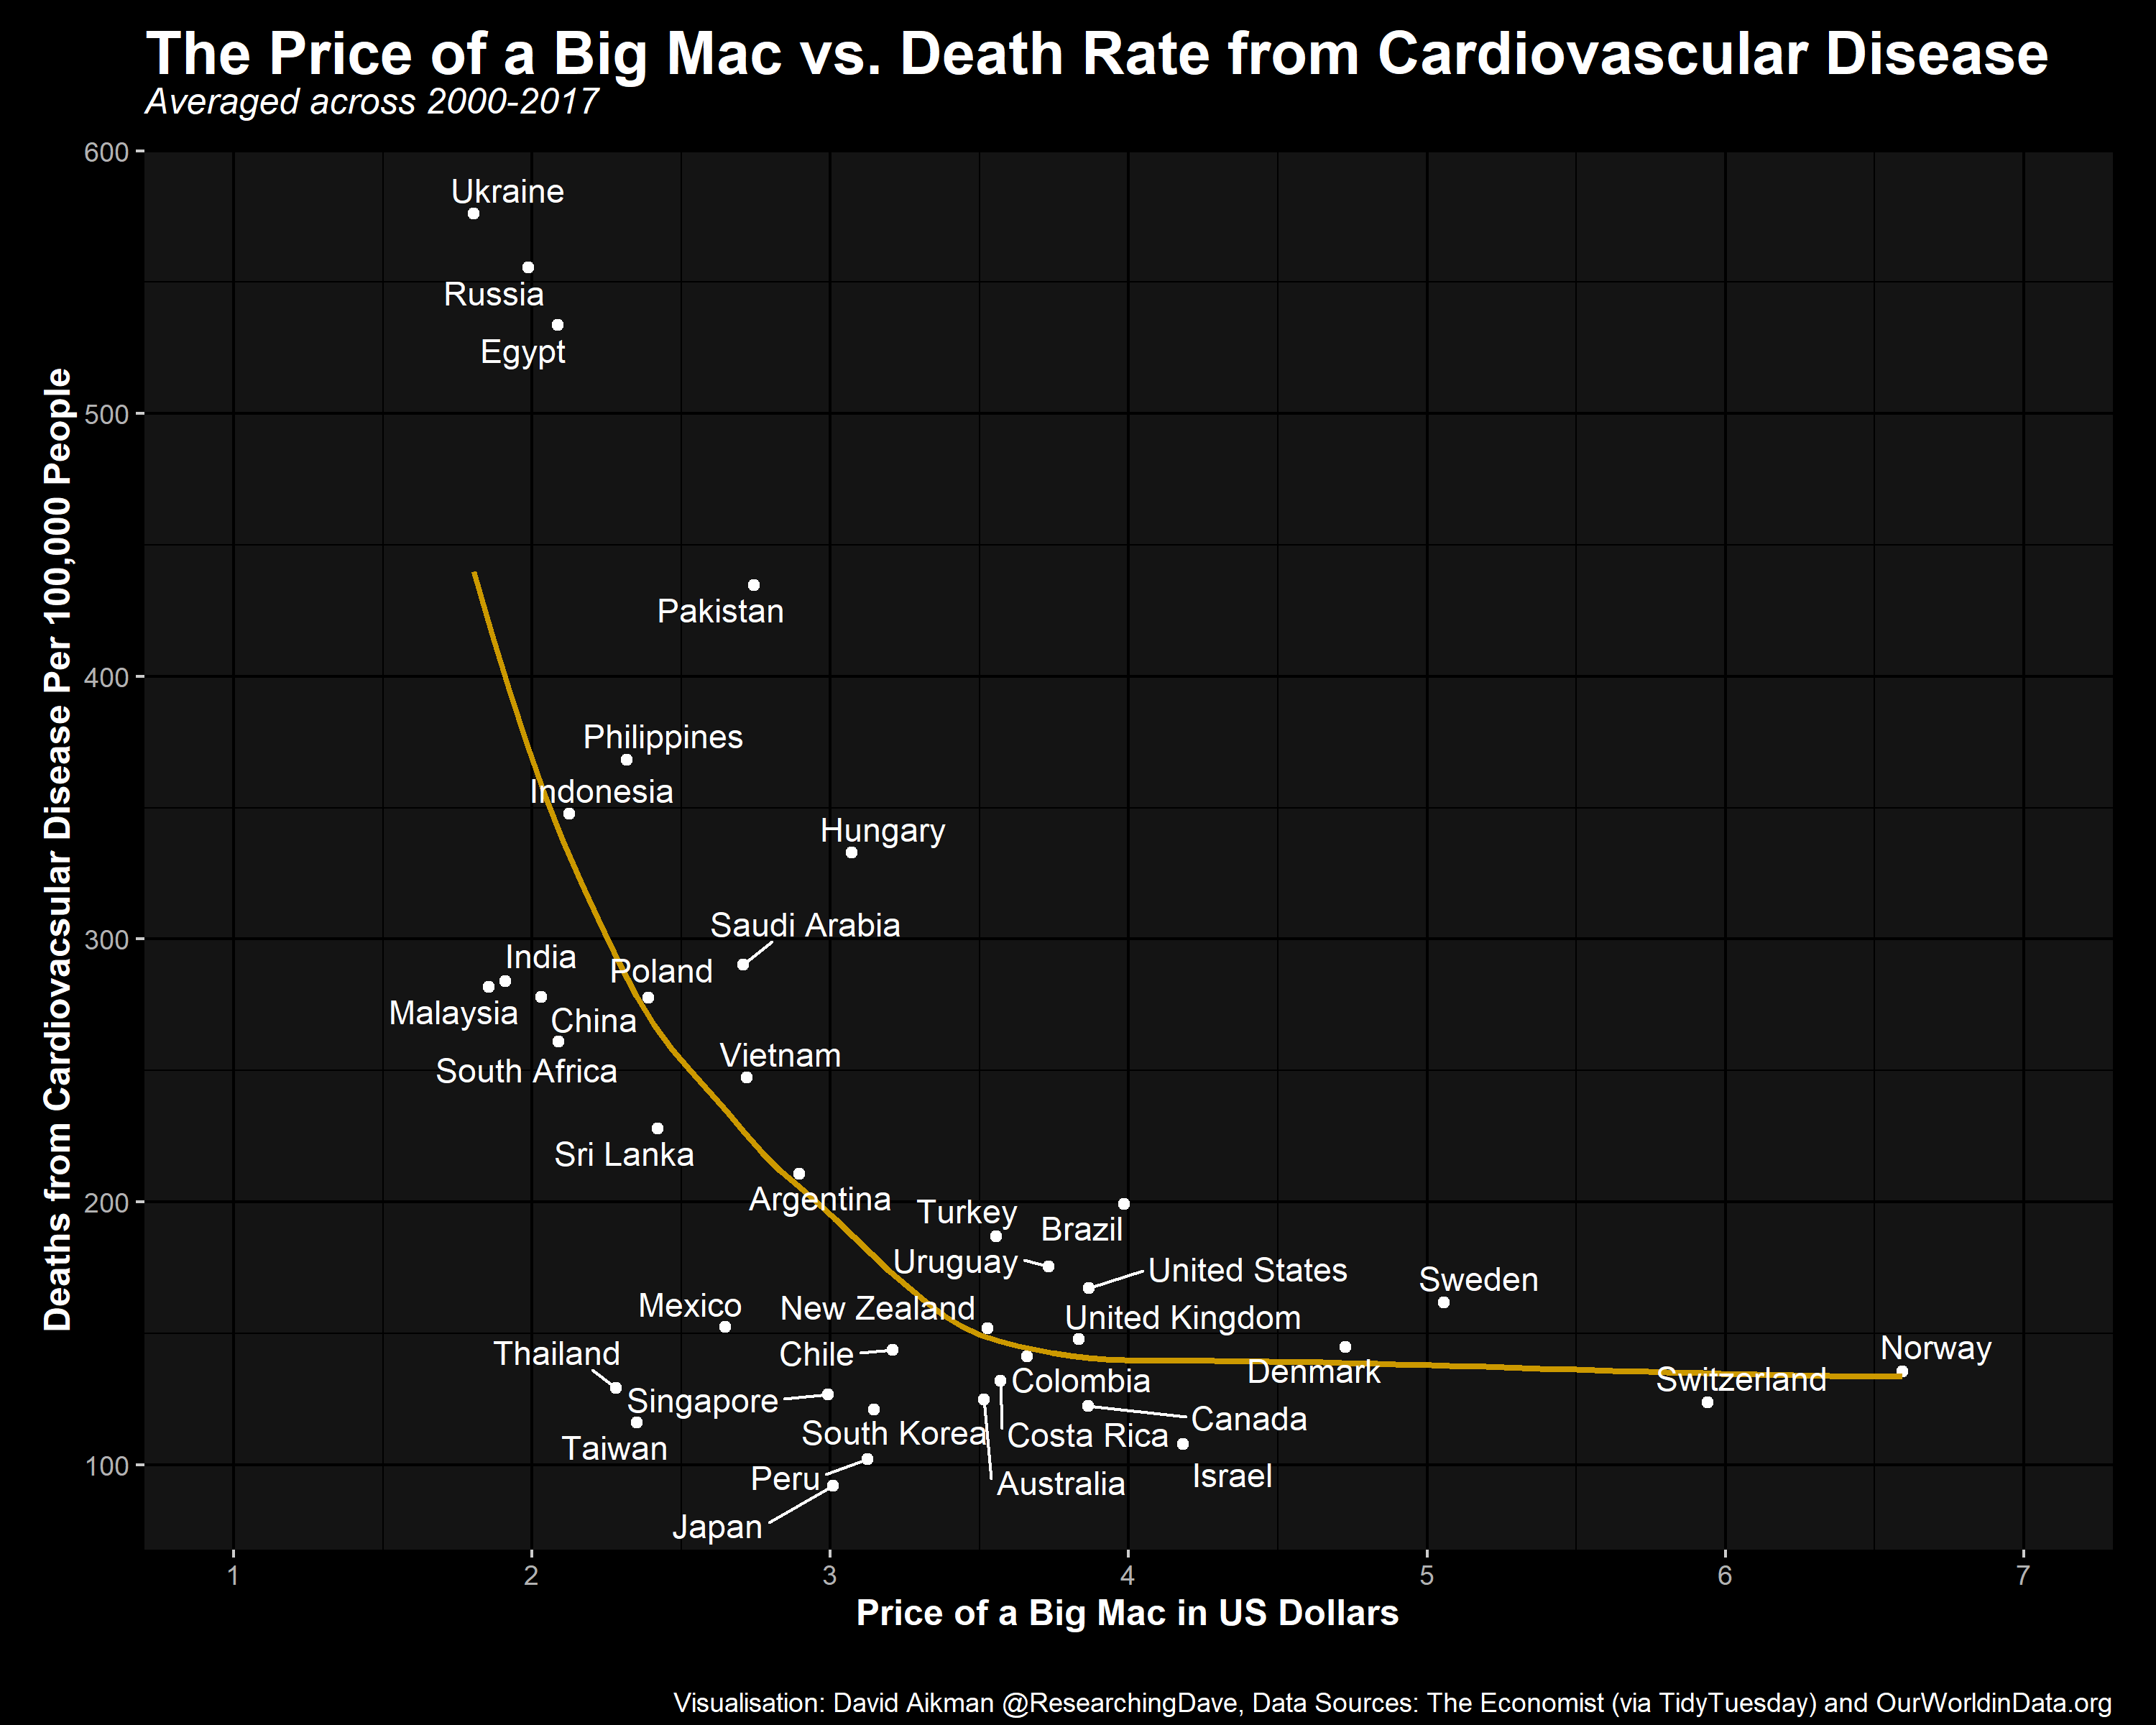 The Price of a Big Mac vs. Death Rate from Cardiovascular Disease
Averaged across 2000-2017
Deaths from Cardiovacsular Disease Per 100,000 People
600
500
400
300
200
100
Ukraine
Russia
Egypt
Pakistan
Philippines
Indonesia
Hungary
Saudi Arabia
India
Poland
Malaysia
China
Vietnam
South Africa
Sri Lanka
Argentina
Turkey
Brazil
Uruguay
United States
Sweden
Mexico
New Zealand
United Kingdom
Thailand
Chile
Norway
Denmark
Colombia
Switzerland
Singapore
Canada
South Korea
Costa Rica
Taiwan
Peru
Australia
Israel
Japan
1
2
3
4
5
6
7
Price of a Big Mac in US Dollars
Visualisation: David Aikman @ResearchingDave, Data Sources: The Economist (via TidyTuesday) and OurWorldinData.org